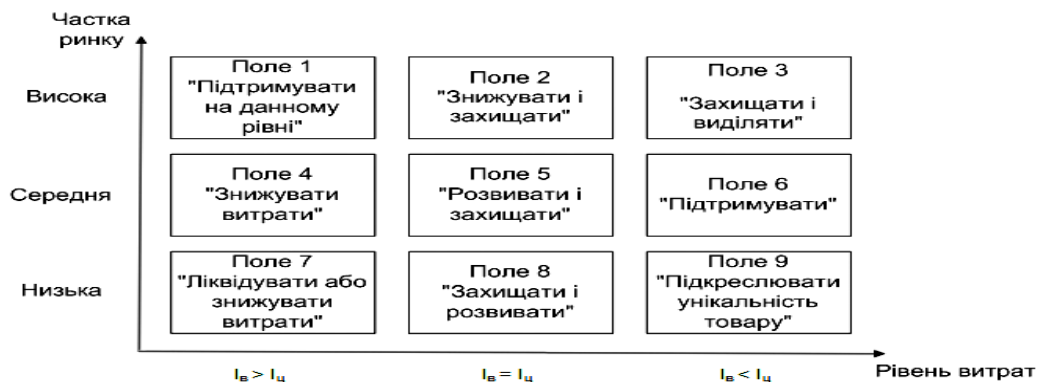 Частка
ринку
Висока
Поле 1
"Підтримувати
на данному
рівні"
Поле 2
"Знижувати і
захищати"
Поле 3
"Захищати і
виділяти"
Середня
Поле 4
"Знижувати
витрати"
Поле 5
"Розвивати і
захищати"
Поле 6
"Підтримувати"
Низька
Поле 7
"Ліквідувати або
знижувати
витрати"
Поле 8
"Захищати і
розвивати"
Поле 9
"Підкреслювати
унікальність
товару"
Iв > Iц
Iв = Iц
Iв < Iц
Рівень витрат